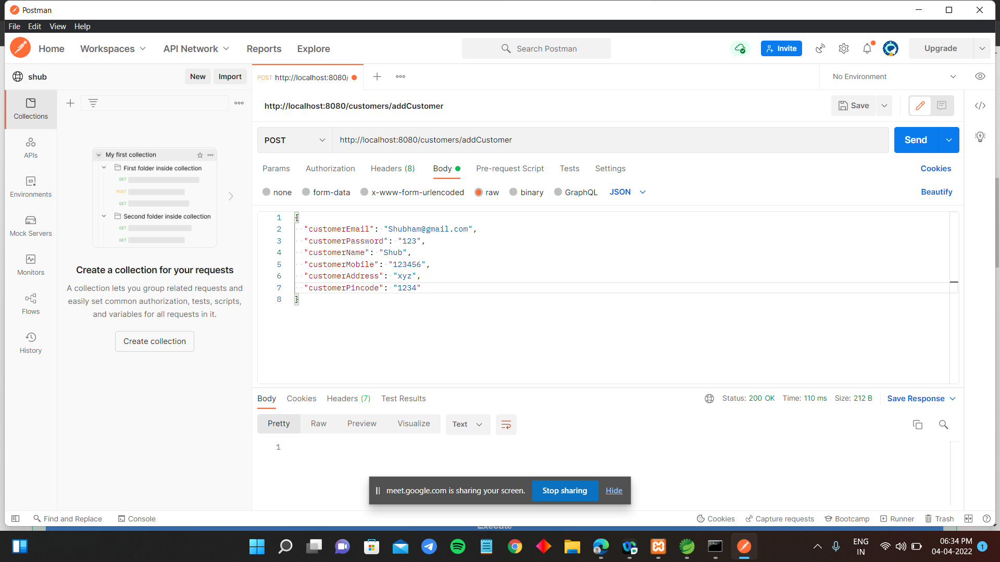 Postman
File Edit View Help
Home Workspaces API Network Reports Explore
Search Postman
Invite
Upgrade
shub
New Import
POST http://localhost:8080/
No Environment
Collections
APIs
Environments
Mock Servers
Monitors
Flows
History
My first collection
First folder inside collection
GET
POST
GET
Second folder inside collection
GET
GET
Create a collection for your requests
A collection lets you group related requests and
easily set common authorization, tests, scripts,
and variables for all requests in it.
Create collection
http://localhost:8080/customers/addCustomer
Save
POST http://localhost:8080/customers/addCustomer
Send
Params Authorization Headers (8) Body Pre-request Script Tests Settings Cookies
none form-data x-www-form-urlencoded raw binary GraphQL JSON Beautify
1 {
2 "customerEmail": "Shubham@gmail.com",
3 "customerPassword": "123",
4 "customerName": "Shub",
5 "customerMobile": "123456",
6 "customerAddress": "xyz",
7 "customerPincode": "1234"
8 }
Body Cookies Headers (7) Test Results
Status: 200 OK Time: 110 ms Size: 212 B Save Response
Pretty Raw Preview Visualize Text
1
meet.google.com is sharing your screen. Stop sharing Hide
Find and Replace Console
Cookies Capture requests Bootcamp Runner Trash
Execute
ENG
IN
06:34 PM
04-04-2022
1